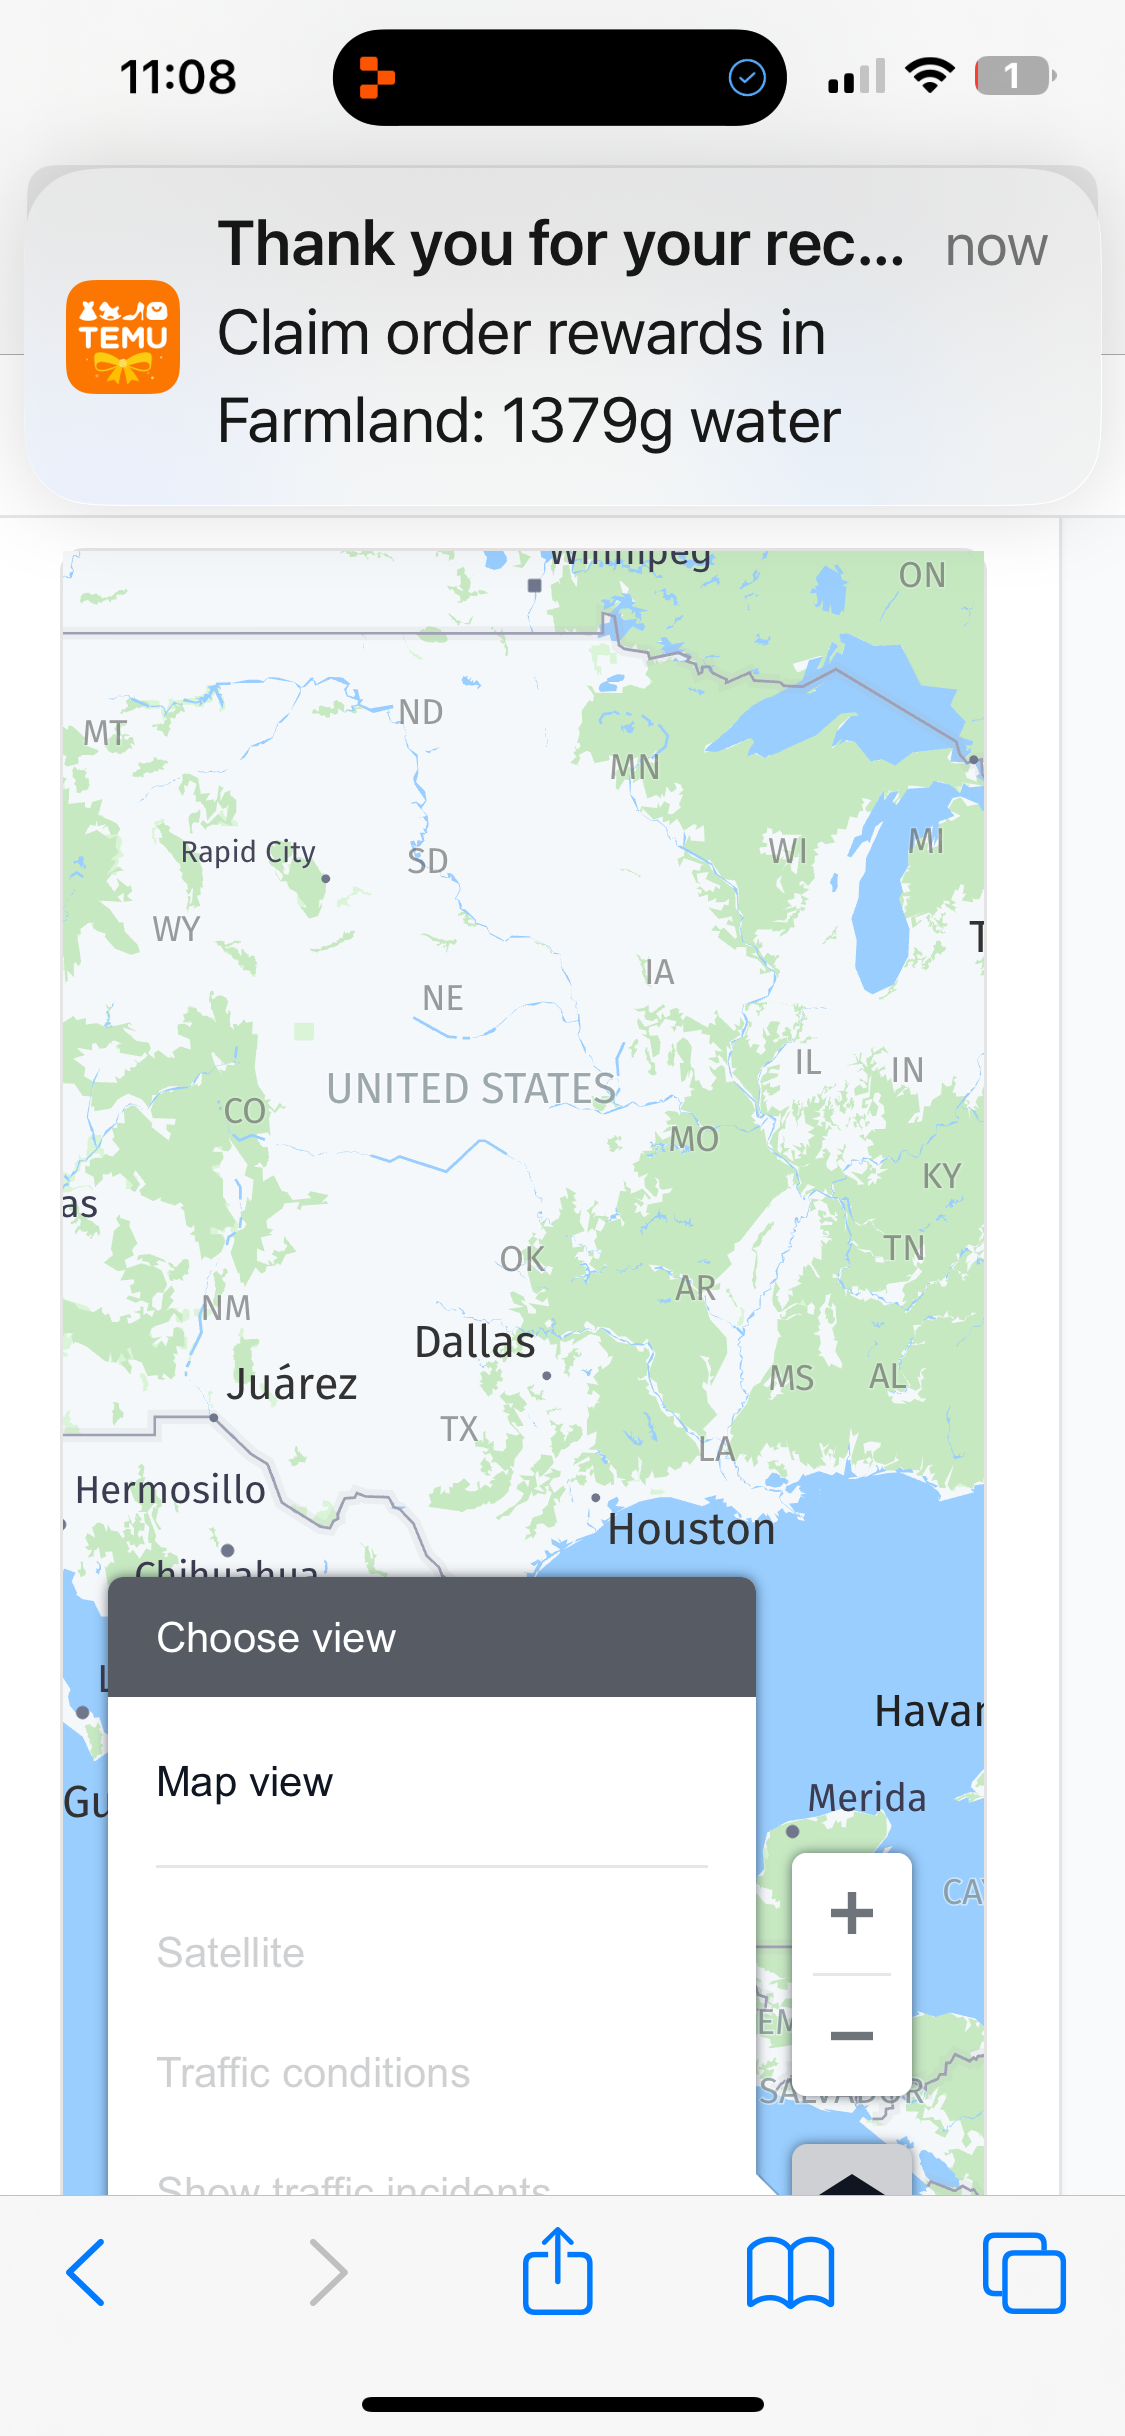 11:08
1
Thank you for your rec... now
TEMU
Claim order rewards in
Farmland: 1379g water
Winnipeg
ON
ND
MT
MN
Rapid City
SD
WI
MI
WY
IA
NE
IL
IN
UNITED STATES
CO
MO
KY
as
OK
TN
AR
NM
Dallas
Juárez
MS
AL
TX
LA
Hermosillo
Houston
Chihuahua
Choose view
Havan
Map view
Merida
Gu
CAY
Satellite
EM
Traffic conditions
SALVADOR
Show traffic incidents